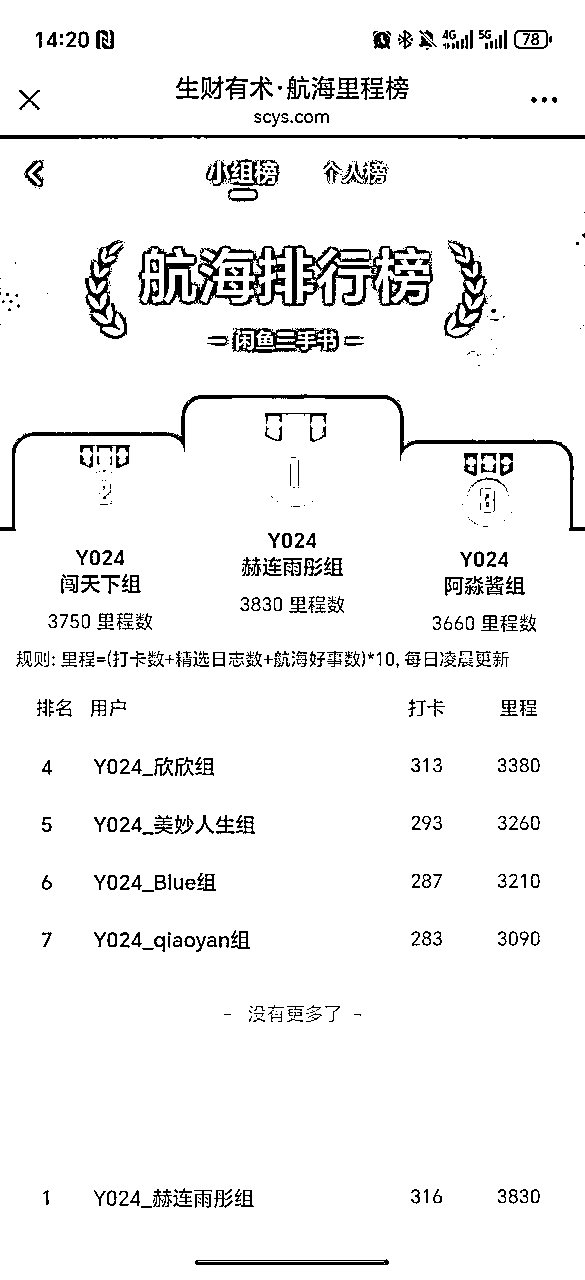 14:20
4G 5G 78
生财有术·航海里程榜
scys.com
小组榜 个人榜
航海排行榜
闲鱼二手书
2 1 3
Y024 Y024 Y024
闯天下组 赫连雨彤组 阿淼酱组
3750 里程数 3830 里程数 3660 里程数
规则: 里程=(打卡数+精选日志数+航海好事数)*10, 每日凌晨更新
排名 用户 打卡 里程
4 Y024_欣欣组 313 3380
5 Y024_美妙人生组 293 3260
6 Y024_Blue组 287 3210
7 Y024_qiaoyan组 283 3090
- 没有更多了 -
1 Y024_赫连雨彤组 316 3830